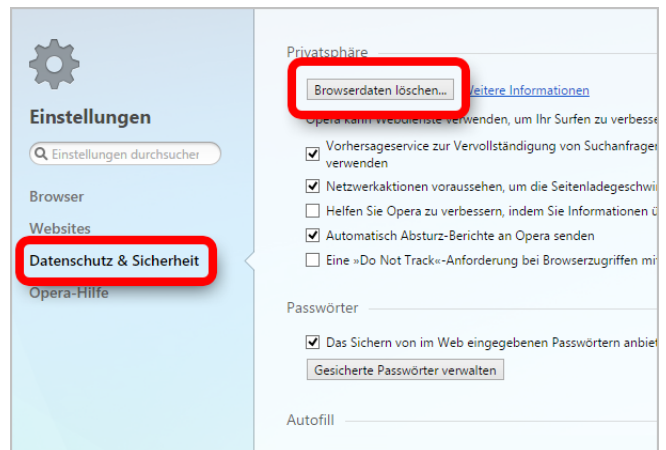 Einstellungen
Einstellungen durchsucher
Browser
Websites
Datenschutz & Sicherheit
Opera-Hilfe
Privatsphäre
Browserdaten löschen... Weitere Informationen
Opera kann Webdienste verwenden, um Ihr Surfen zu verbesse
Vorhersageservice zur Vervollständigung von Suchanfragen
verwenden
Netzwerkaktionen voraussehen, um die Seitenladegeschwi
Helfen Sie Opera zu verbessern, indem Sie Informationen ü
Automatisch Absturz-Berichte an Opera senden
Eine »Do Not Track«-Anforderung bei Browserzugriffen mi
Passwörter
Das Sichern von im Web eingegebenen Passwörtern anbiet
Gesicherte Passwörter verwalten
Autofill